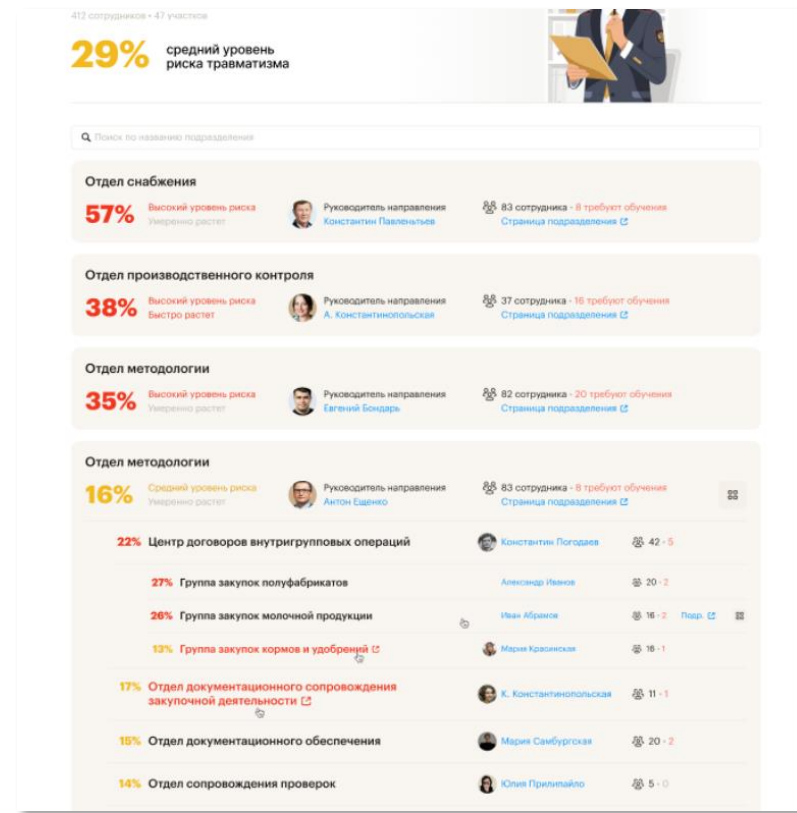 412 сотрудников • 47 участков
29% средний уровень
риска травматизма
Поиск по названию подразделения
Отдел снабжения
57% Высокий уровень риска Руководитель направления 83 сотрудника - 8 требуют обучения
Умеренно растет Константин Павленьтьев Страница подразделения
Отдел производственного контроля
38% Высокий уровень риска Руководитель направления 37 сотрудника - 16 требуют обучения
Быстро растет А. Константинопольская Страница подразделения
Отдел методологии
35% Высокий уровень риска Руководитель направления 82 сотрудника - 20 требуют обучения
Умеренно растет Евгений Бондарь Страница подразделения
Отдел методологии
16% Средний уровень риска Руководитель направления 83 сотрудника - 8 требуют обучения
Умеренно растет Антон Ещенко Страница подразделения
22% Центр договоров внутригрупповых операций Константин Погодаев 42 - 5
27% Группа закупок полуфабрикатов Александр Иванов 20 - 2
26% Группа закупок молочной продукции Иван Абрамов 16 - 2 Подр.
13% Группа закупок кормов и удобрений Мария Красинская 16 - 1
17% Отдел документационного сопровождения
закупочной деятельности К. Константинопольская 11 - 1
15% Отдел документационного обеспечения Мария Самбургская 20 - 2
14% Отдел сопровождения проверок Юлия Прилипайло 5 - 0